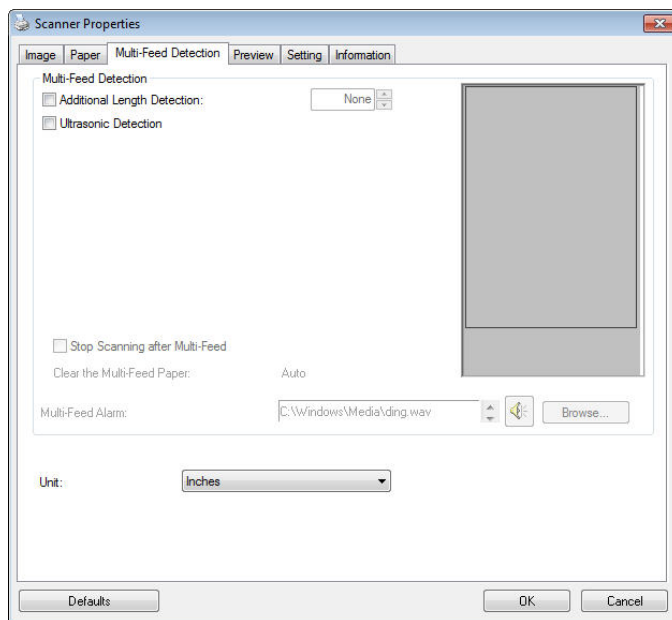 Scanner Properties
Image Paper Multi-Feed Detection Preview Setting Information
Multi-Feed Detection
Additional Length Detection: None
Ultrasonic Detection
Stop Scanning after Multi-Feed
Clear the Multi-Feed Paper: Auto
Multi-Feed Alarm: C:\Windows\Media\ding.wav Browse...
Unit: Inches
Defaults OK Cancel